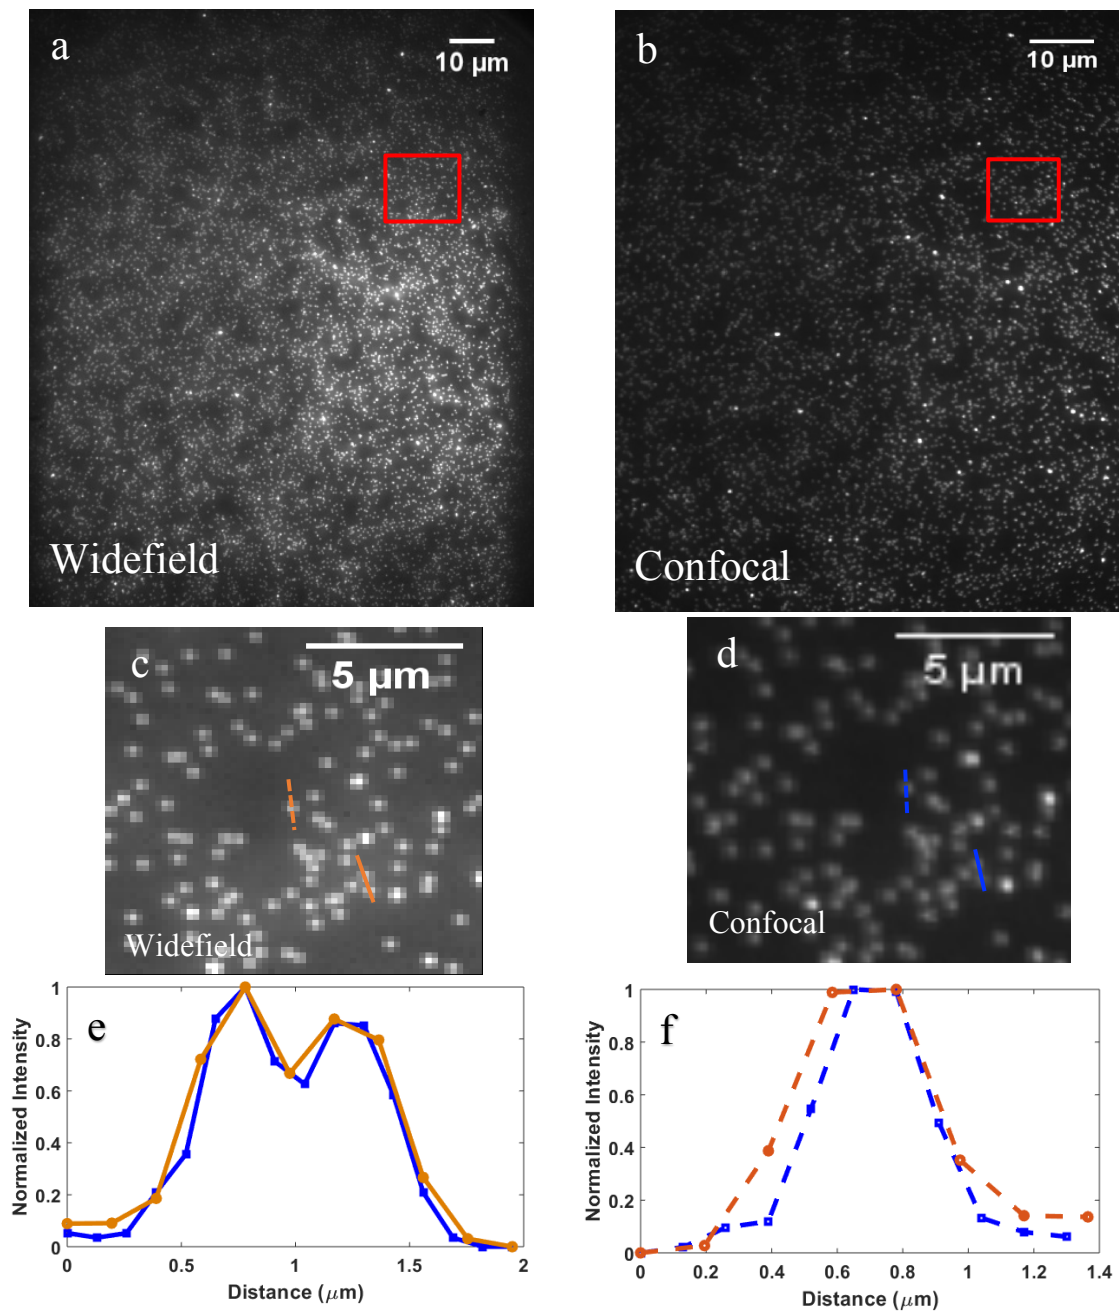 a
10 μm
Widefield
b
10 μm
Confocal
c
5 μm
Widefield
d
5 μm
Confocal
e
Normalized Intensity
1
0.8
0.6
0.4
0.2
0
0
0.5
1
1.5
2
Distance (μm)
f
Normalized Intensity
1
0.8
0.6
0.4
0.2
0
0
0.2
0.4
0.6
0.8
1
1.2
1.4
Distance (μm)